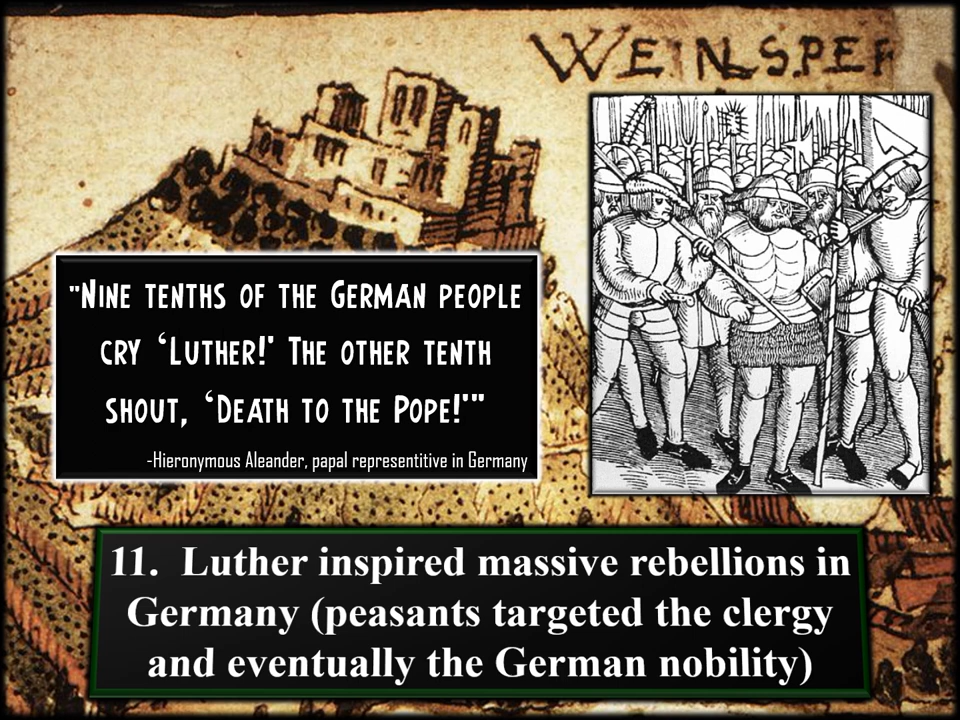 WEINSPER
"Nine tenths of the German people
cry ‘Luther!' The other tenth
shout, ‘Death to the Pope!'"
-Hieronymous Aleander, papal representitive in Germany
11. Luther inspired massive rebellions in
Germany (peasants targeted the clergy
and eventually the German nobility)